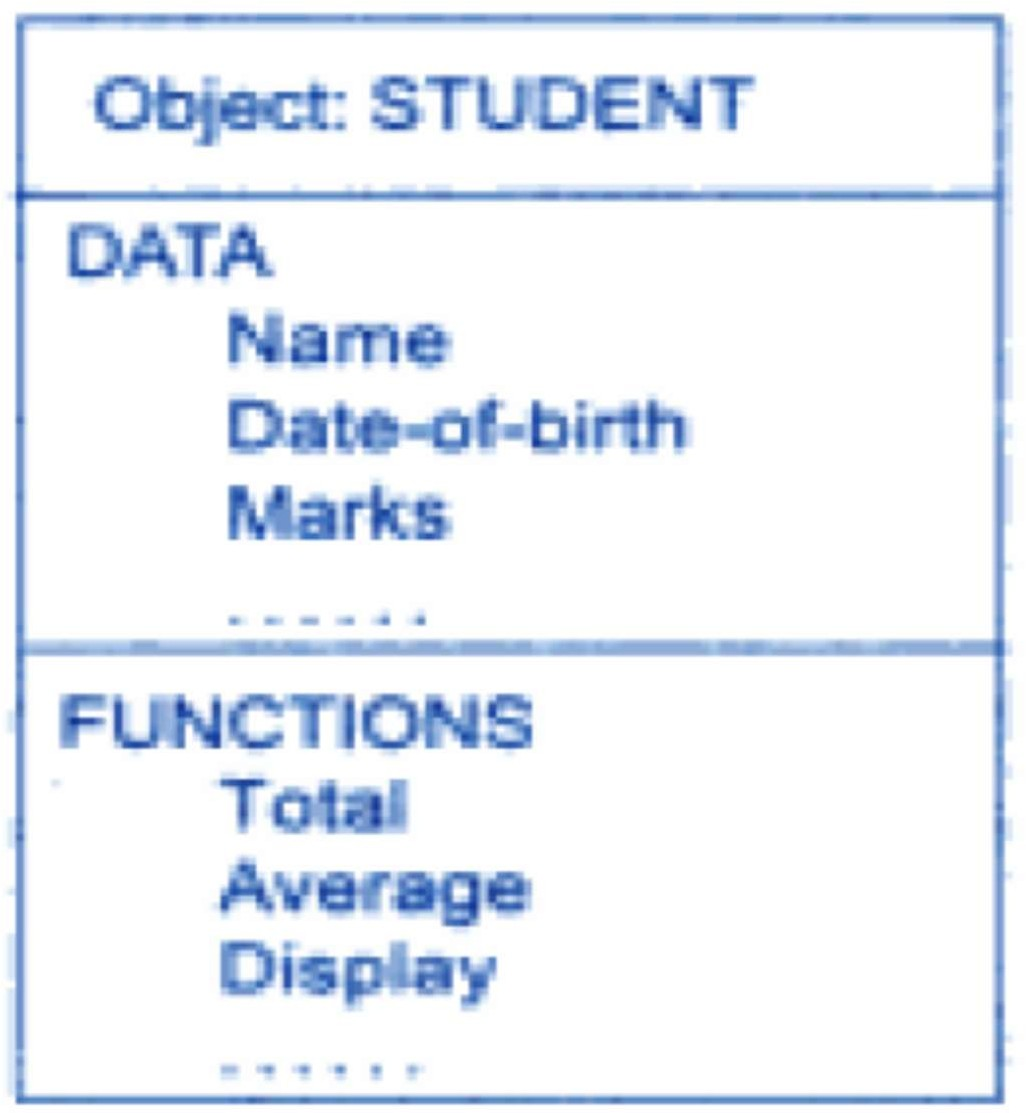 Object: STUDENT
DATA
Name
Date-of-birth
Marks
......
FUNCTIONS
Total
Average
Display
......